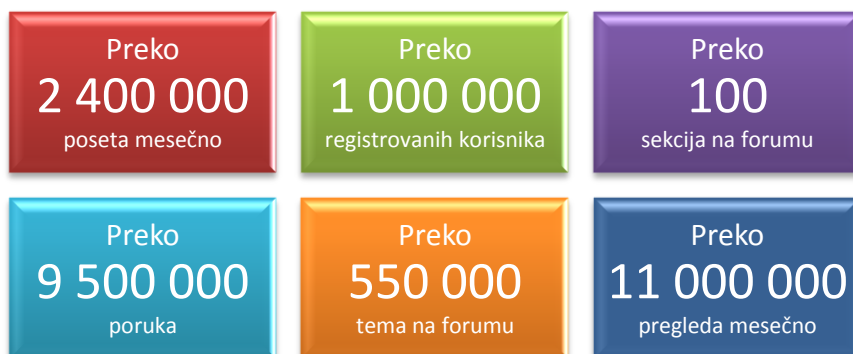 Preko
2 400 000
poseta mesečno
Preko
1 000 000
registrovanih korisnika
Preko
100
sekcija na forumu
Preko
9 500 000
poruka
Preko
550 000
tema na forumu
Preko
11 000 000
pregleda mesečno